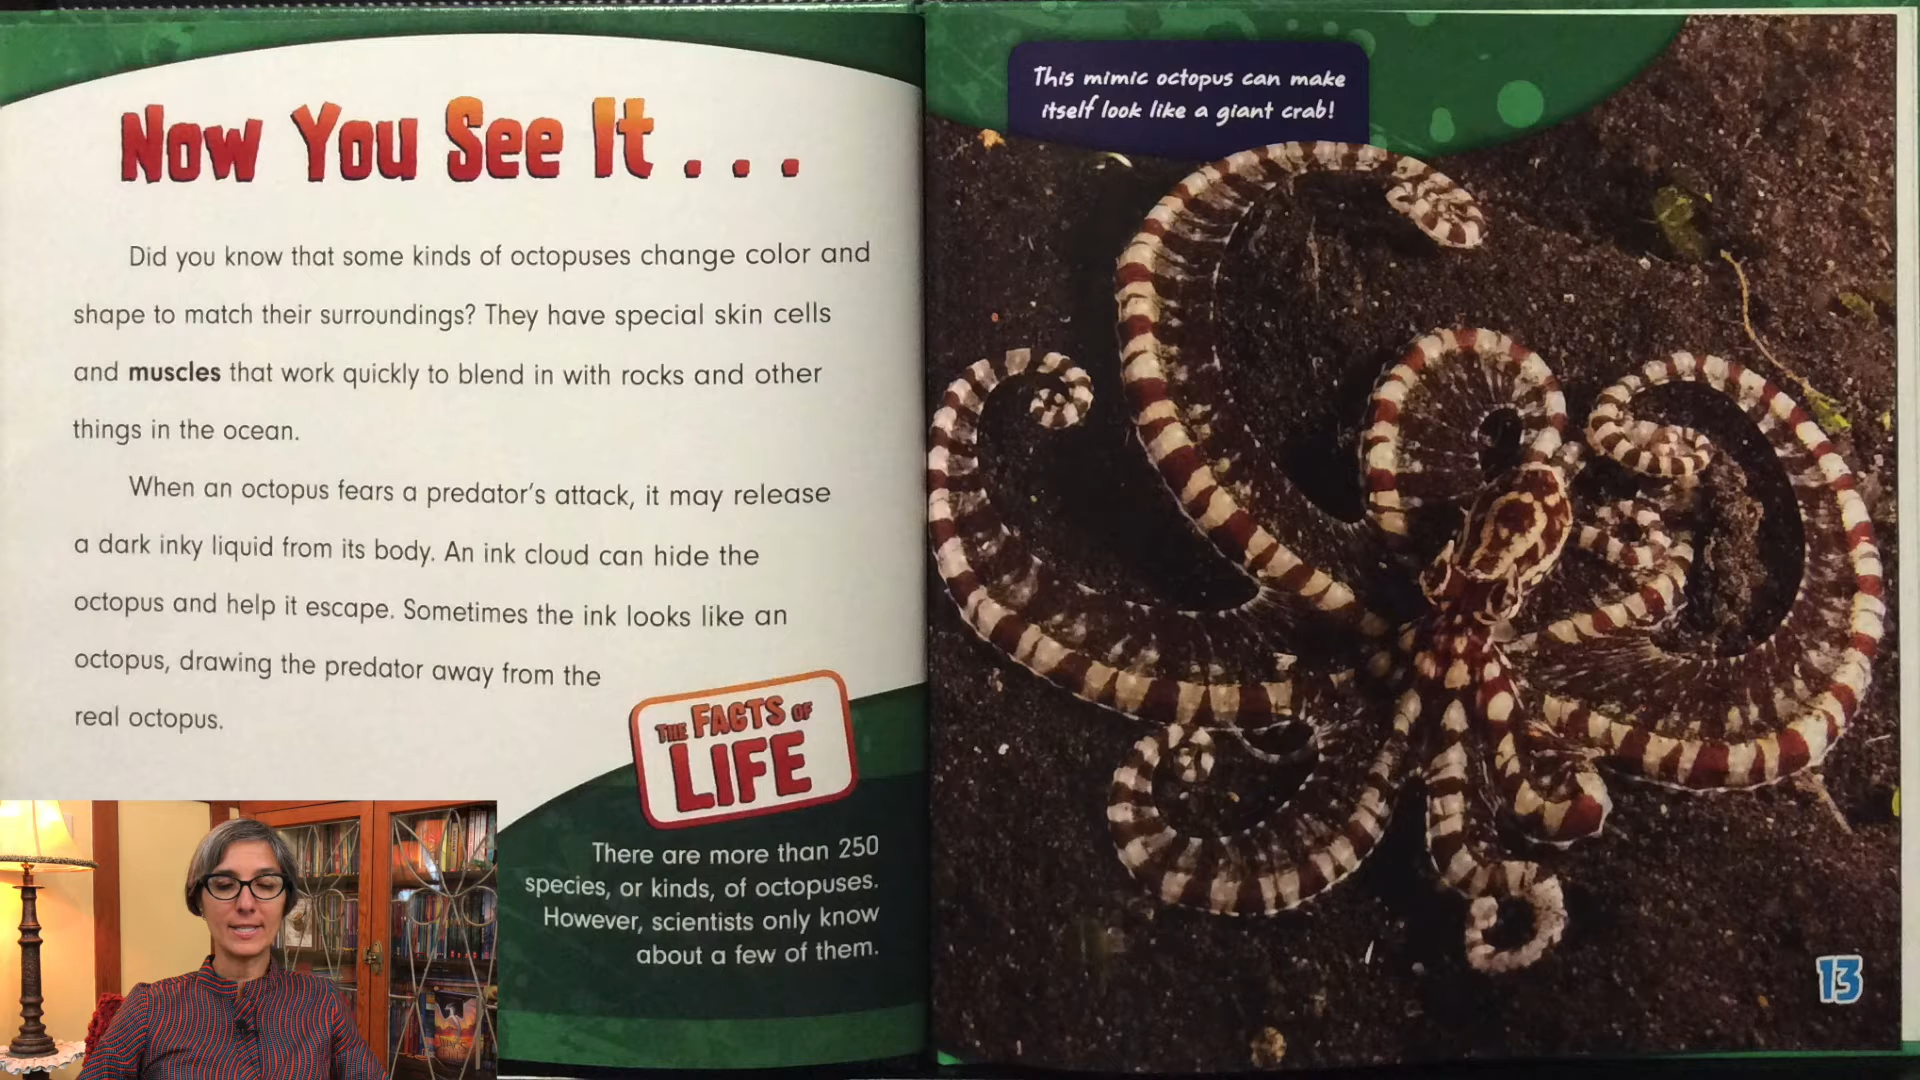 Now You See It . . .
Did you know that some kinds of octopuses change color and
shape to match their surroundings? They have special skin cells
and muscles that work quickly to blend in with rocks and other
things in the ocean.
When an octopus fears a predator's attack, it may release
a dark inky liquid from its body. An ink cloud can hide the
octopus and help it escape. Sometimes the ink looks like an
octopus, drawing the predator away from the
real octopus.
THE FACTS OF
LIFE
There are more than 250
species, or kinds, of octopuses.
However, scientists only know
about a few of them.
This mimic octopus can make
itself look like a giant crab!
13